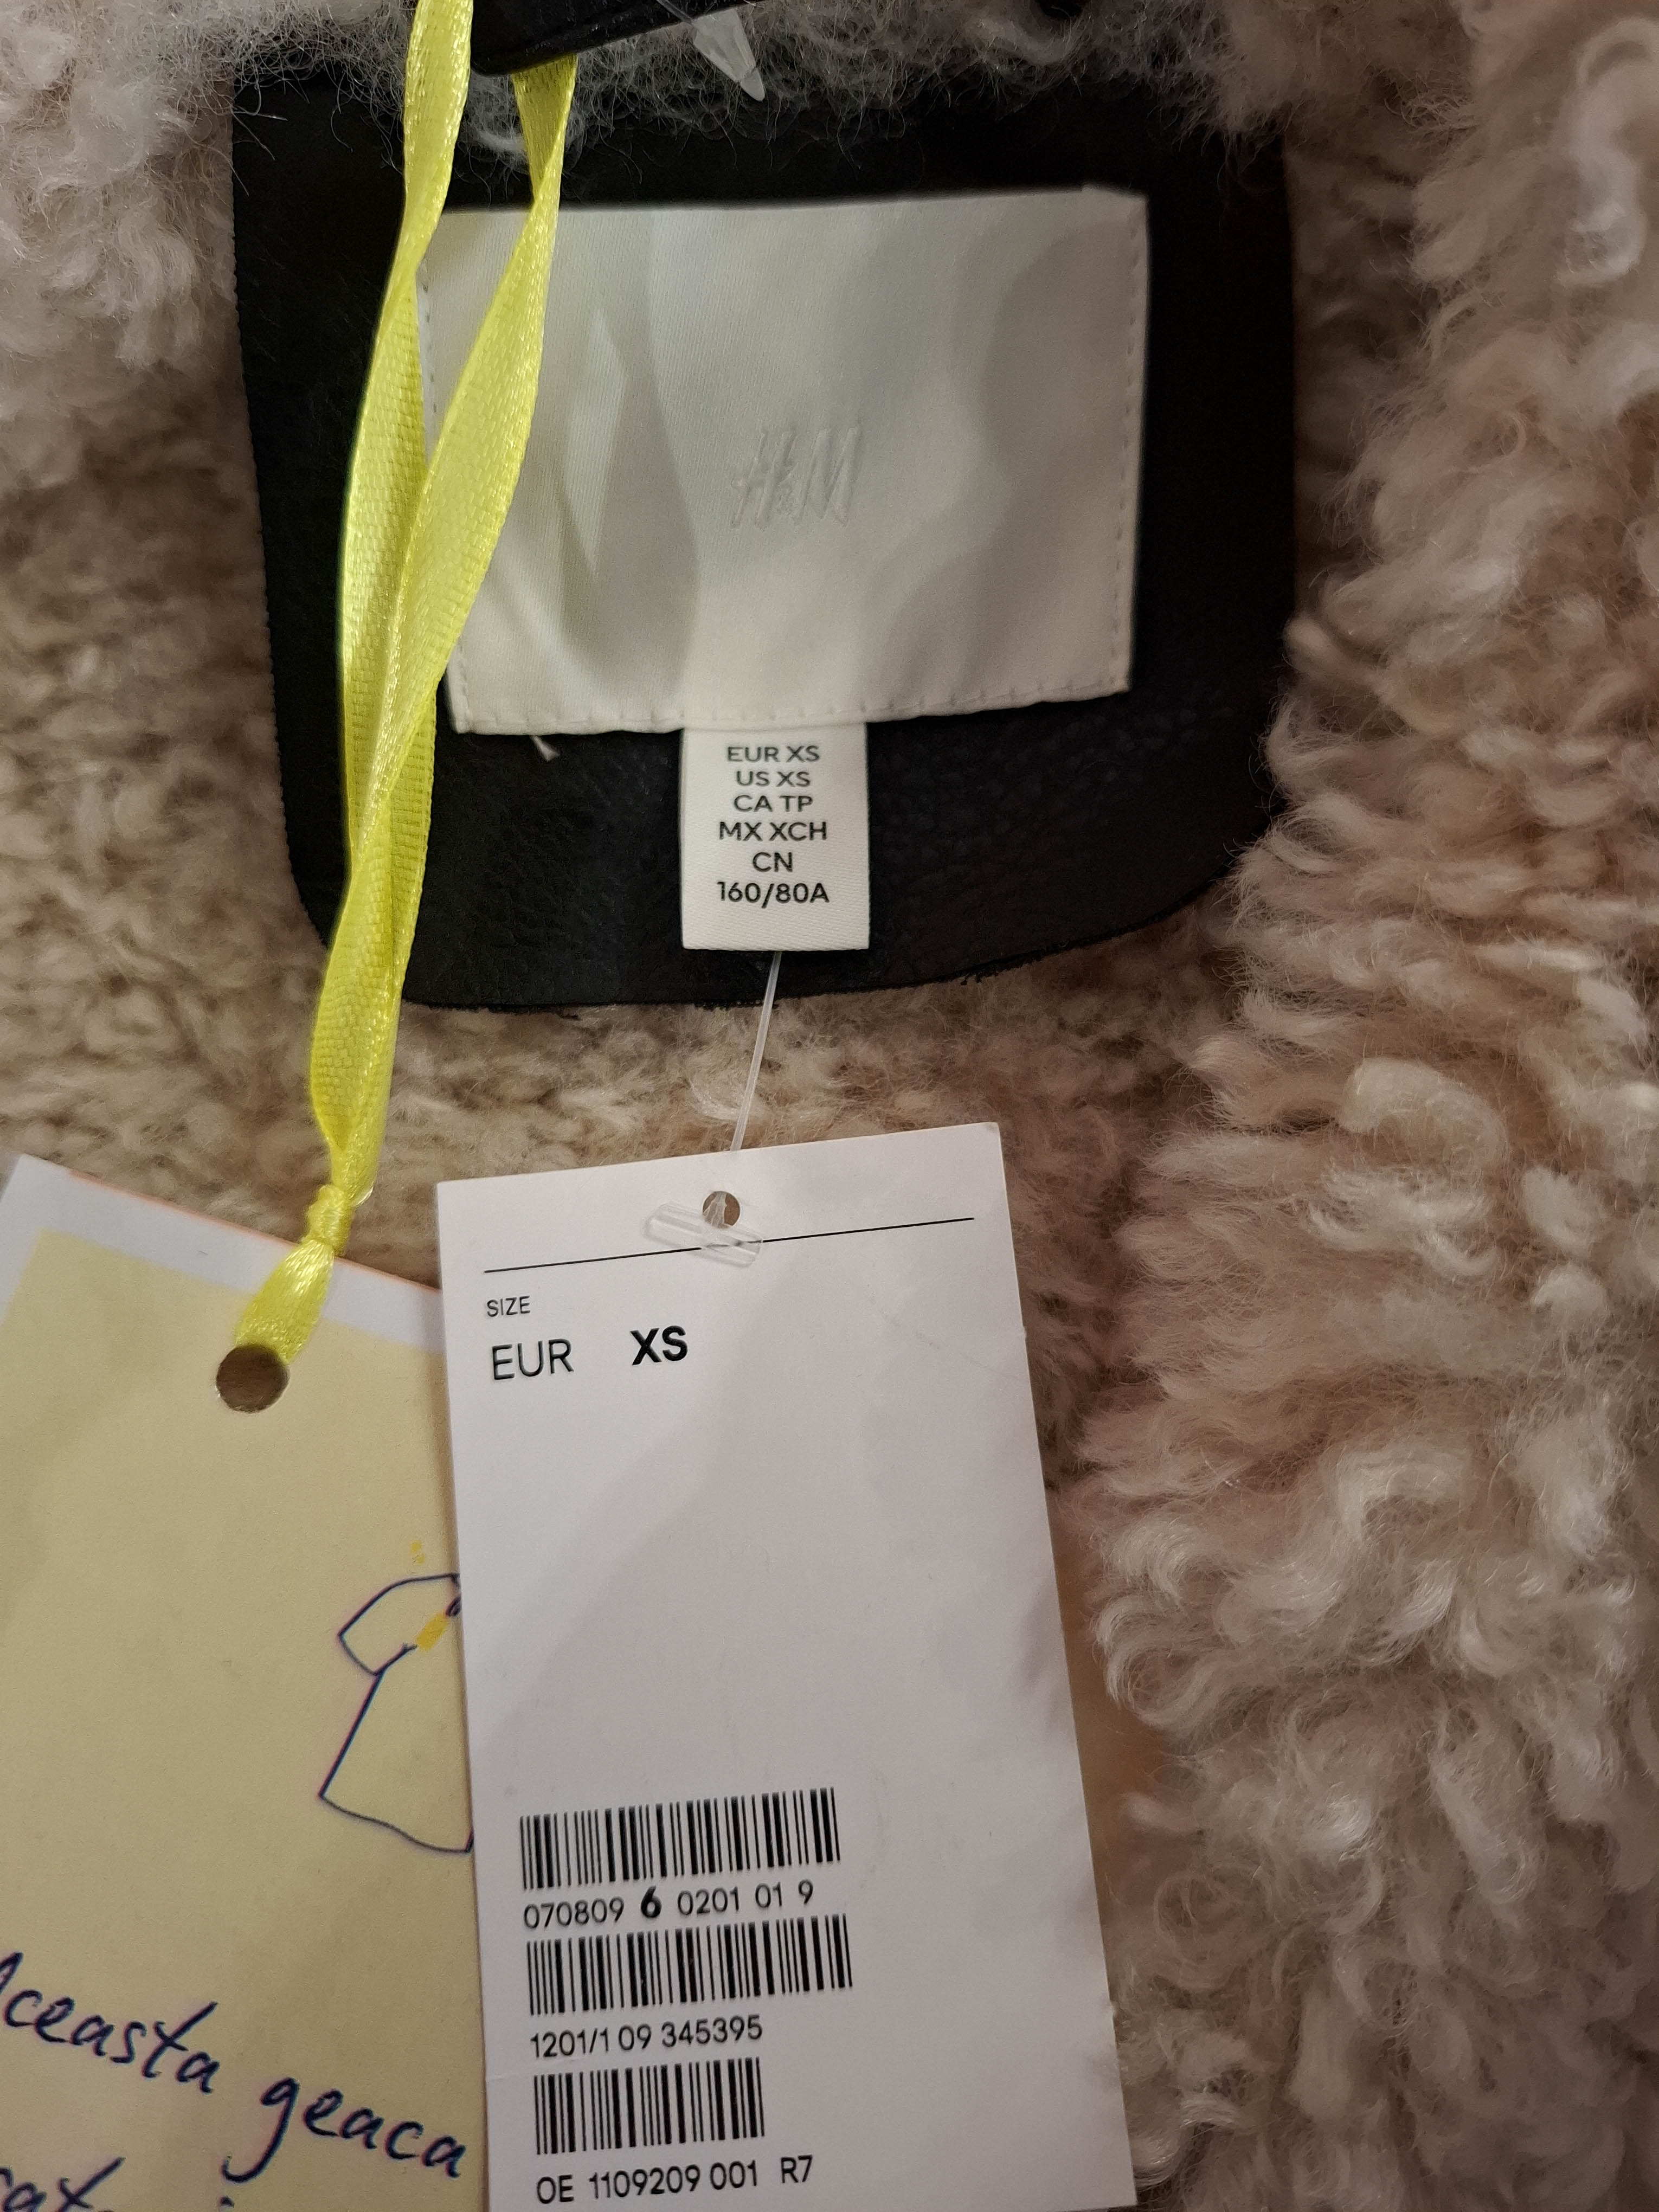 H&M
EUR XS
US XS
CA TP
MX XCH
CN
160/80A
SIZE
EUR XS
070809 6 0201 01 9
1201/1 09 345395
OE 1109209 001 R7
Aceasta geaca